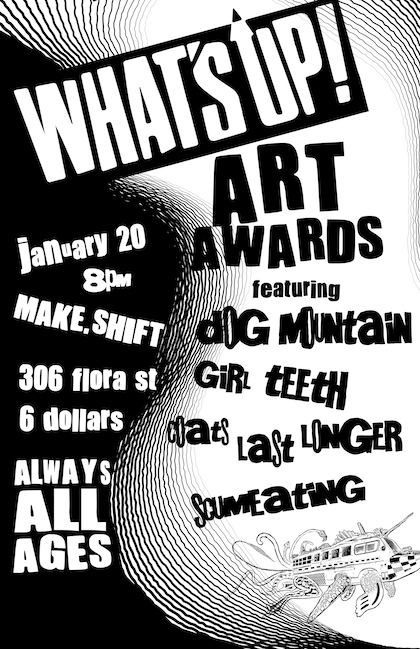 WHAT'S UP!
ART
AWARDS
january 20
8pm
MAKE.SHIFT
306 flora st
6 dollars
ALWAYS
ALL
AGES
featuring
dOG MOUntaiN
GiRL tEEtH
cOats LaSt LONGER
SCUMEatiNG